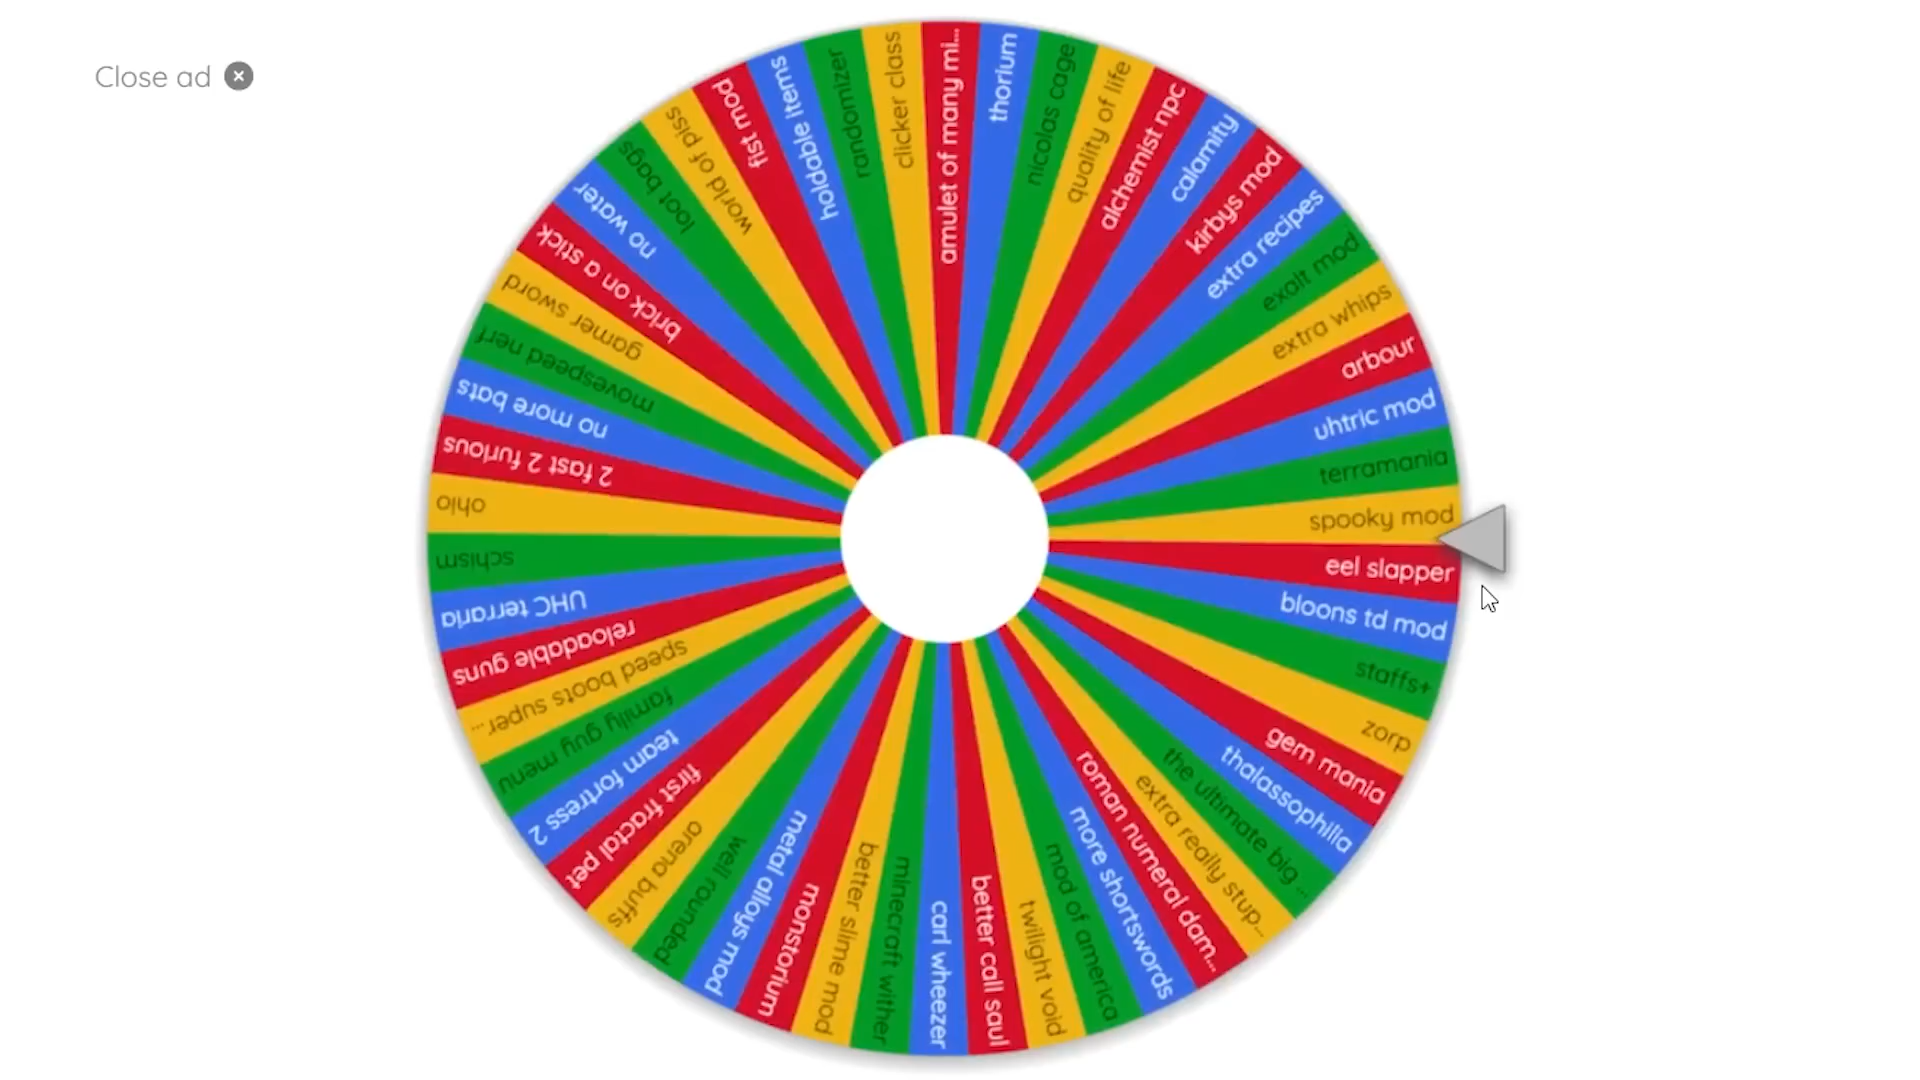 Close ad
amulet of many mi...
thorium
nicolas cage
quality of life
alchemist npc
calamity
kirbys mod
extra recipes
exalt mod
extra whips
arbour
uhtric mod
terramania
spooky mod
eel slapper
bloons td mod
staffs+
zorp
gem mania
thalassophilia
the ultimate big ...
extra really stup...
roman numeral dam...
more shortswords
mod of america
twilight void
better call saul
carl wheezer
minecraft wither
better slime mod
monstorium
metal alloys mod
well rounded
arena buffs
first fractal pet
team fortress 2
family guy menu
speed boots super...
reloadable guns
UHC terraria
schism
ohio
2 fast 2 furious
no more bats
movespeed nerf
gamer sword
brick on a stick
no water
loot bags
world of piss
fist mod
holdable items
randomizer
clicker class